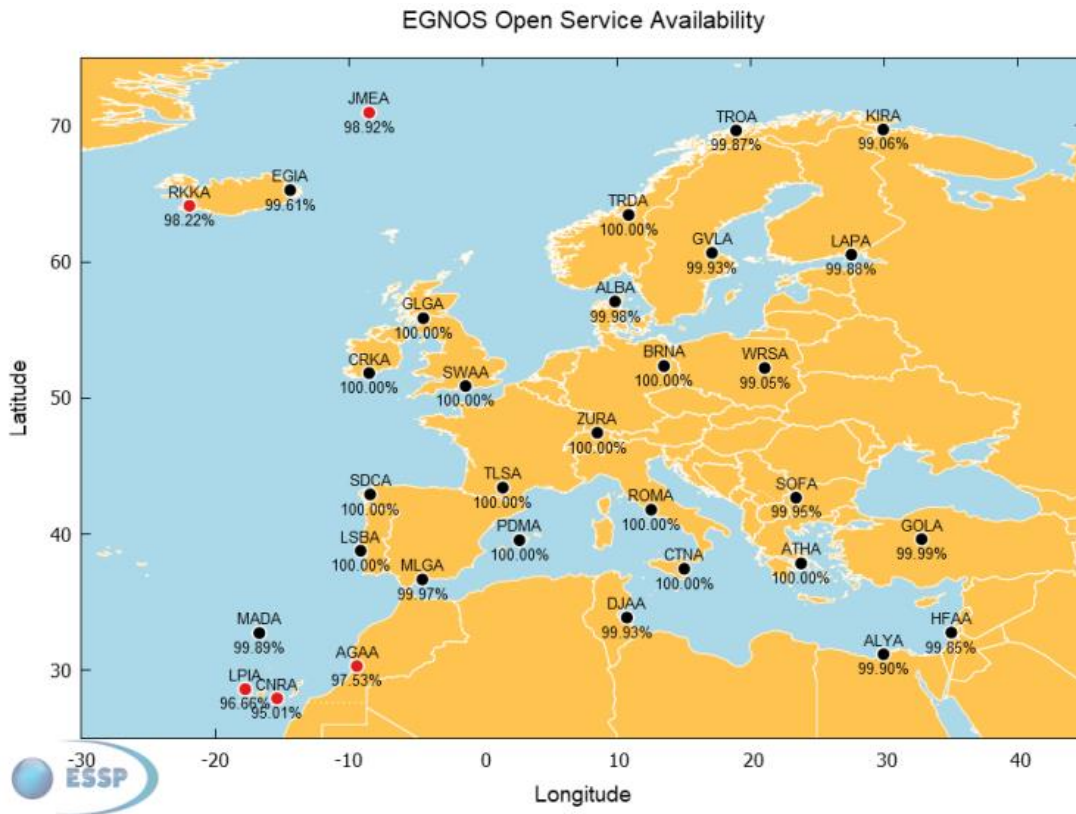 EGNOS Open Service Availability
JMEA
98.92%
TROA
99.87%
KIRA
99.06%
RKKA
98.22%
EGIA
99.61%
TRDA
100.00%
GVLA
99.93%
LAPA
99.88%
ALBA
99.98%
GLGA
100.00%
CRKA
100.00%
SWAA
100.00%
BRNA
100.00%
WRSA
99.05%
ZURA
100.00%
SDCA
100.00%
TLSA
100.00%
ROMA
100.00%
SOFA
99.95%
LSBA
100.00%
PDMA
100.00%
GOLA
99.99%
MLGA
99.97%
CTNA
100.00%
ATHA
100.00%
MADA
99.89%
DJAA
99.93%
HFAA
99.85%
ALYA
99.90%
AGAA
97.53%
LPIA
96.66%
CNRA
95.01%
70
60
50
40
30
Latitude
-30 -20 -10 0 10 20 30 40
Longitude
ESSP